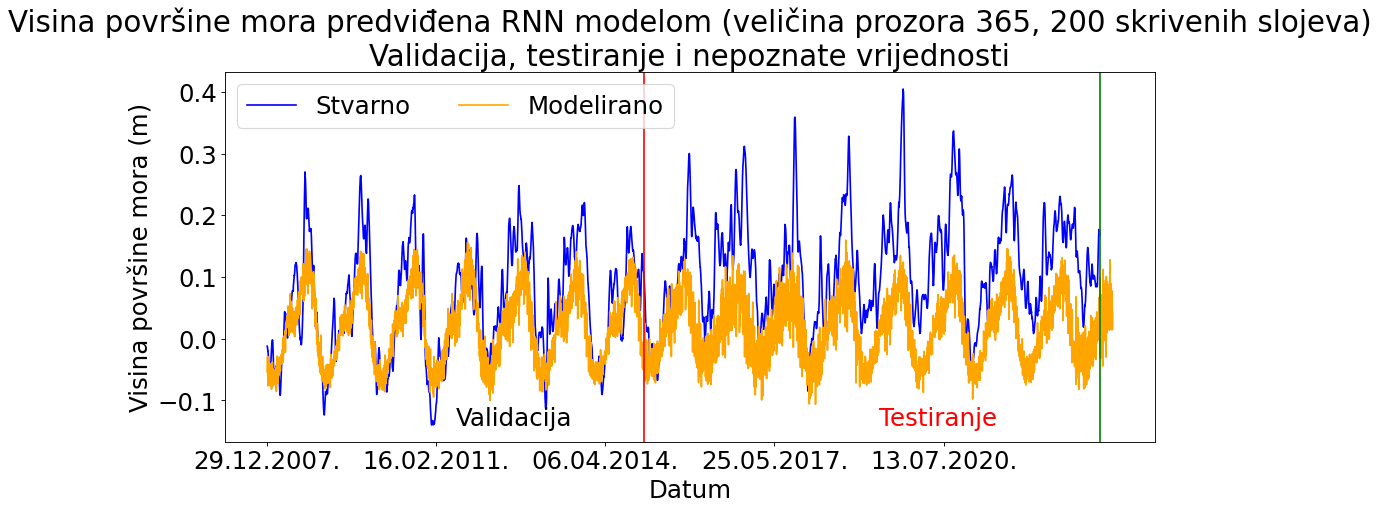 Visina površine mora predviđena RNN modelom (veličina prozora 365, 200 skrivenih slojeva)
Validacija, testiranje i nepoznate vrijednosti
Stvarno
Modelirano
Visina površine mora (m)
0.4
0.3
0.2
0.1
0.0
−0.1
Validacija
Testiranje
29.12.2007.
16.02.2011.
06.04.2014.
25.05.2017.
13.07.2020.
Datum